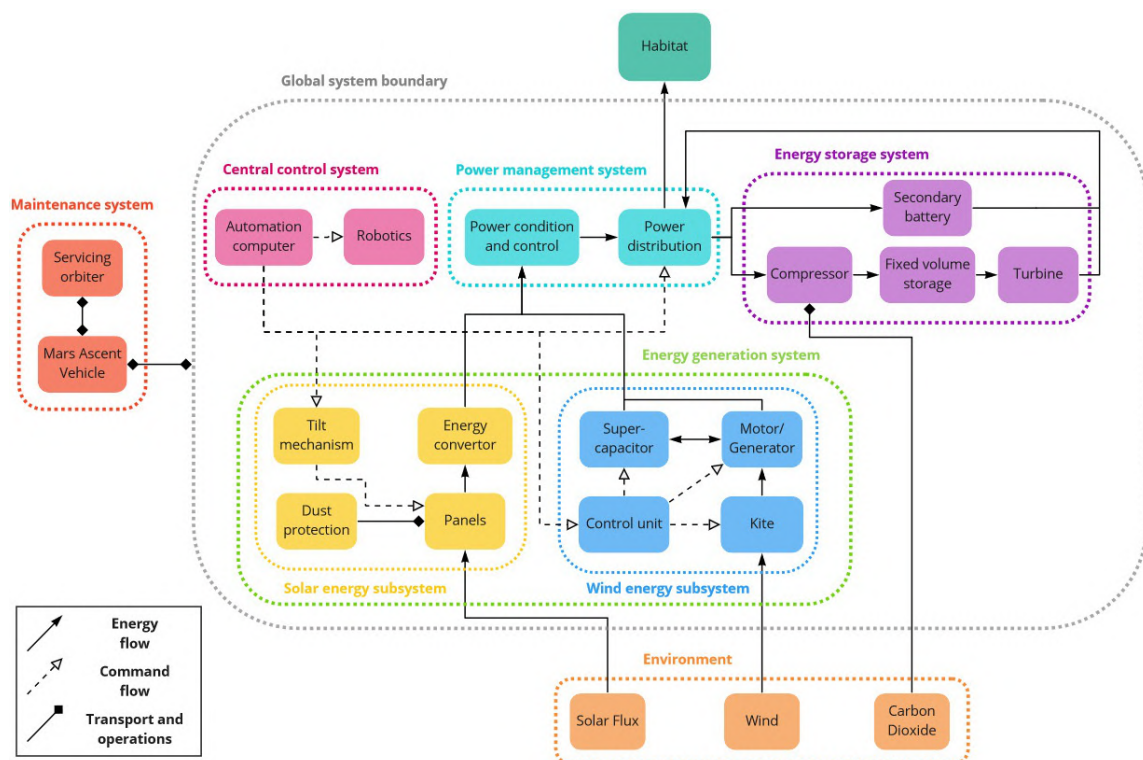 Habitat
Global system boundary
Central control system
Power management system
Energy storage system
Maintenance system
Automation
computer
Robotics
Power condition
and control
Power
distribution
Secondary
battery
Compressor
Fixed volume
storage
Turbine
Servicing
orbiter
Mars Ascent
Vehicle
Energy generation system
Tilt
mechanism
Energy
convertor
Super-
capacitor
Motor/
Generator
Dust
protection
Panels
Control unit
Kite
Solar energy subsystem
Wind energy subsystem
Energy
flow
Command
flow
Transport and
operations
Environment
Solar Flux
Wind
Carbon
Dioxide